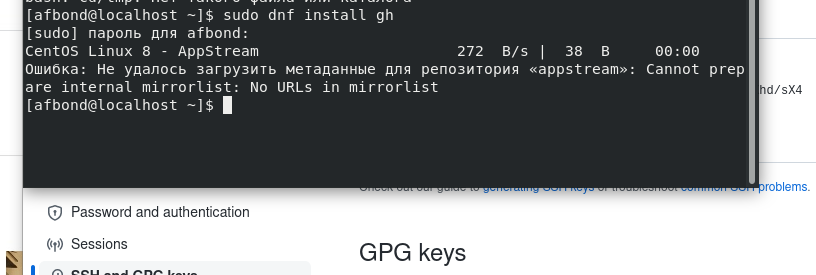 [afbond@localhost ~]$ sudo dnf install gh
[sudo] пароль для afbond:
CentOS Linux 8 - AppStream 272 B/s | 38 B 00:00
Ошибка: Не удалось загрузить метаданные для репозитория «appstream»: Cannot prep
are internal mirrorlist: No URLs in mirrorlist
[afbond@localhost ~]$
hd/sX4
Check out our guide to generating SSH keys or troubleshoot common SSH problems.
Password and authentication
Sessions
SSH and GPG keys
GPG keys